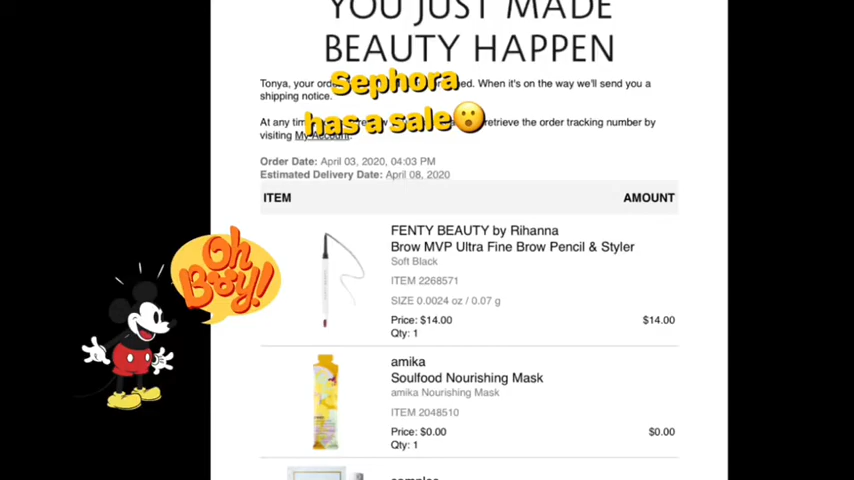 YOU JUST MADE
BEAUTY HAPPEN
Tonya, your When it's on the way we'll send you a
shipping notice.
Sephora
has a sale
At any retrieve the order tracking number by
visiting My Account.
Order Date: April 03, 2020, 04:03 PM
Estimated Delivery Date: April 08, 2020
ITEM AMOUNT
FENTY BEAUTY by Rihanna
Brow MVP Ultra Fine Brow Pencil & Styler
Soft Black
ITEM 2268571
SIZE 0.0024 oz / 0.07 g
Price: $14.00 $14.00
Qty: 1
Oh
Boy!
amika
Soulfood Nourishing Mask
amika Nourishing Mask
ITEM 2048510
Price: $0.00 $0.00
Qty: 1